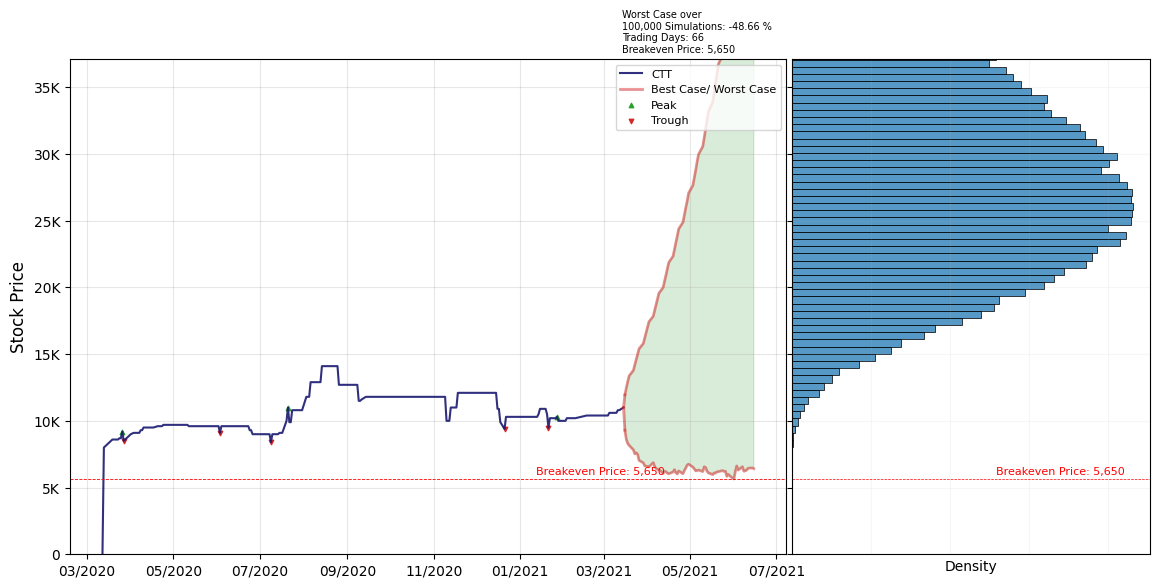 Worst Case over
100,000 Simulations: -48.66 %
Trading Days: 66
Breakeven Price: 5,650
CTT
Best Case/ Worst Case
Peak
Trough
Stock Price
35K
30K
25K
20K
15K
10K
5K
0
Breakeven Price: 5,650
Breakeven Price: 5,650
03/2020
05/2020
07/2020
09/2020
11/2020
01/2021
03/2021
05/2021
07/2021
Density